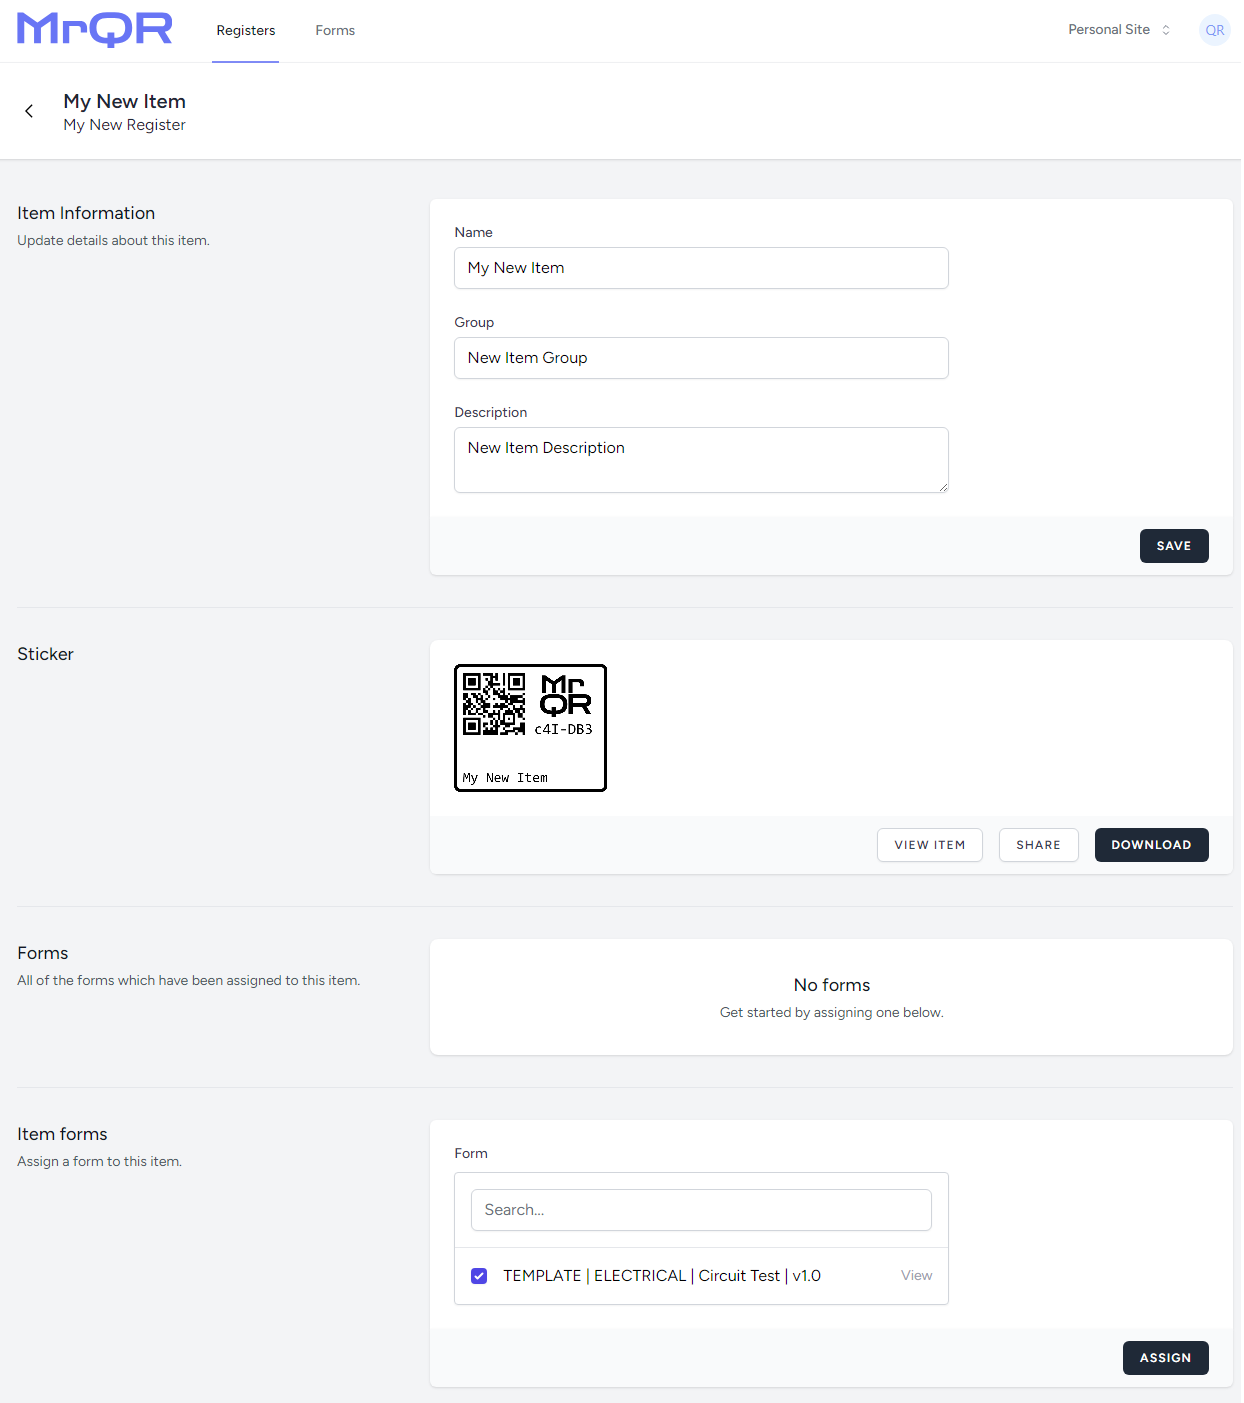 MrQR
Registers
Forms
Personal Site
QR
My New Item
My New Register
Item Information
Update details about this item.
Name
My New Item
Group
New Item Group
Description
New Item Description
SAVE
Sticker
Mr
QR
c4I-DB3
My New Item
VIEW ITEM
SHARE
DOWNLOAD
Forms
All of the forms which have been assigned to this item.
No forms
Get started by assigning one below.
Item forms
Assign a form to this item.
Form
Search...
TEMPLATE | ELECTRICAL | Circuit Test | v1.0
View
ASSIGN